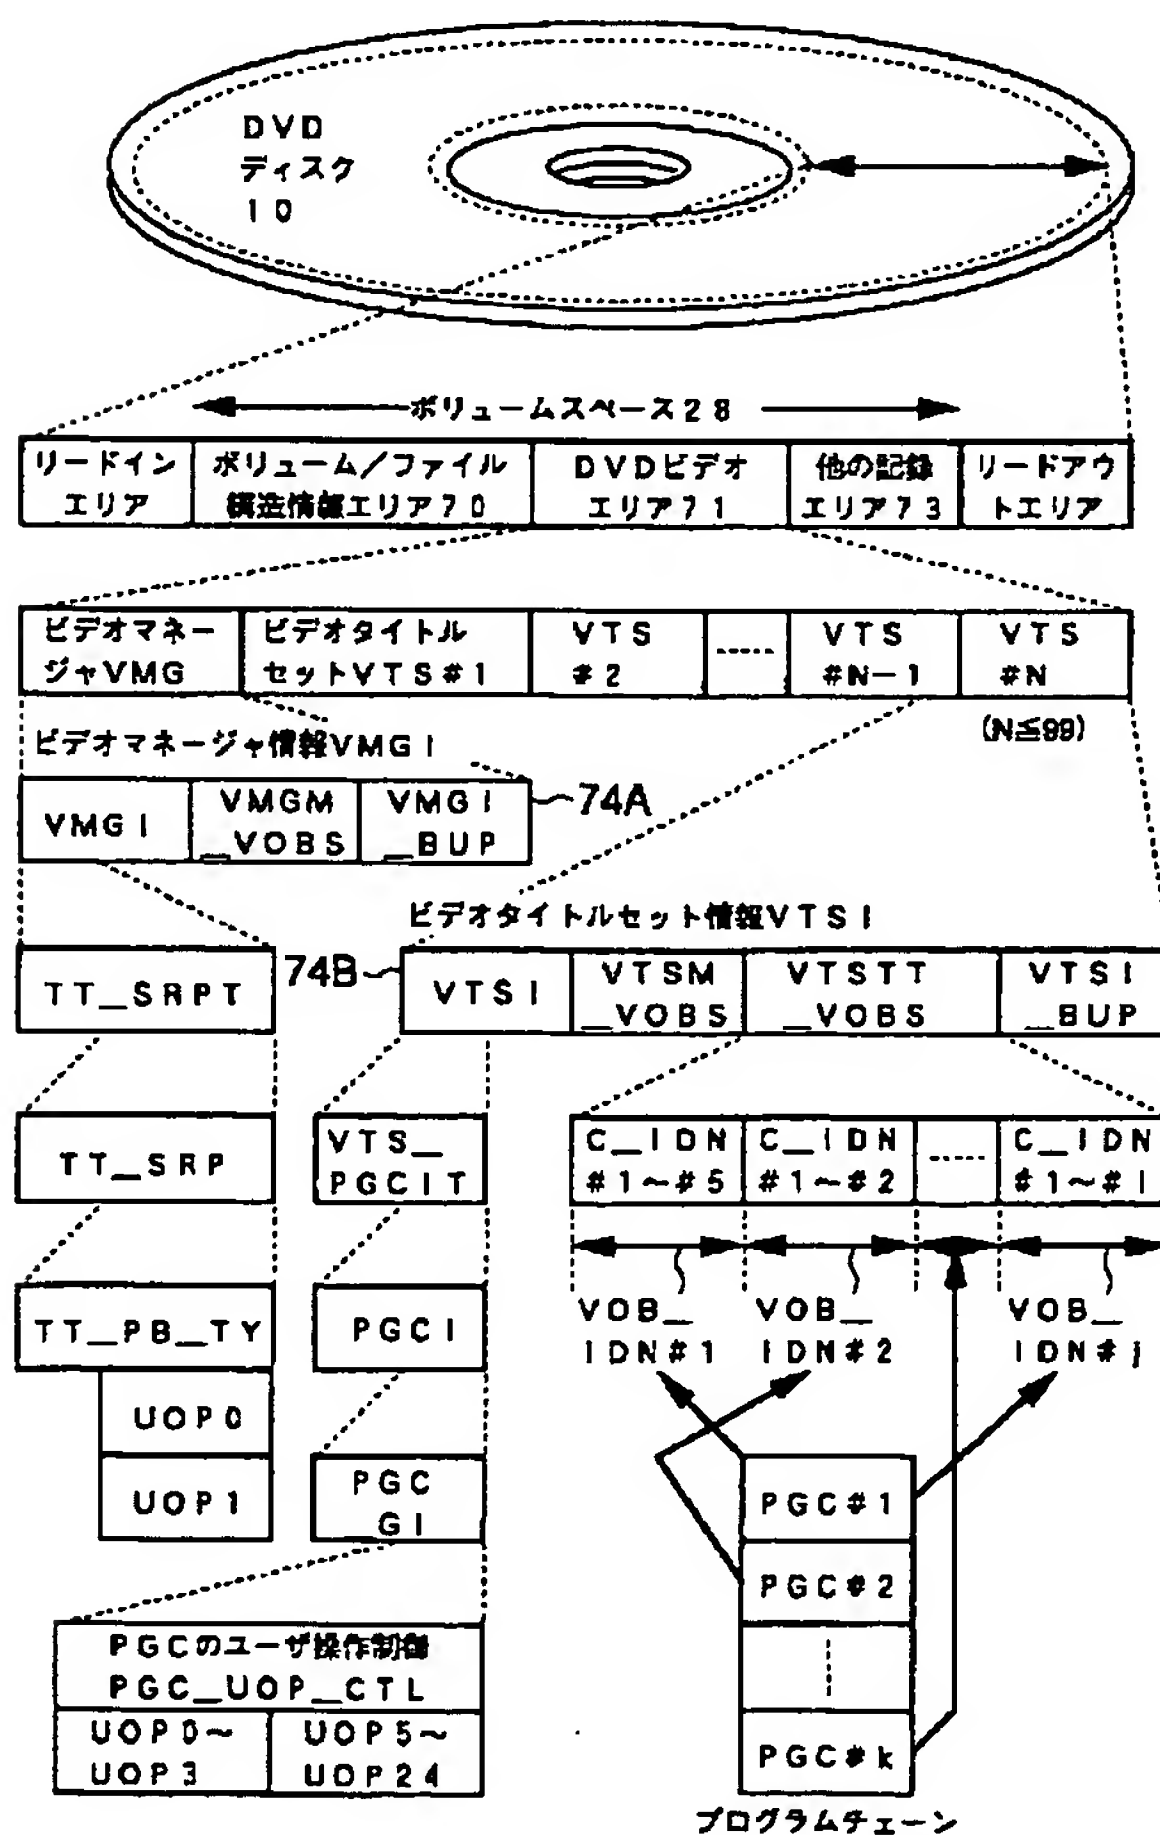 DVD
ディスク
10
ボリュームスペース28
リードイン
エリア
ボリューム/ファイル
構造情報エリア70
DVDビデオ
エリア71
他の記録
エリア73
リードアウ
トエリア
ビデオマネー
ジャVMG
ビデオタイトル
セットVTS#1
VTS
#2
VTS
#N-1
VTS
#N
(N≦99)
ビデオマネージャ情報VMGI
VMGI
VMGM
_VOBS
VMGI
_BUP
74A
ビデオタイトルセット情報VTSI
TT_SRPT
74B
VTSI
VTSM
_VOBS
VTSTT
_VOBS
VTSI
_BUP
TT_SRP
VTS_
PGCIT
C_IDN
#1~#5
C_IDN
#1~#2
C_IDN
#1~#i
TT_PB_TY
PGCI
VOB_
IDN#1
VOB_
IDN#2
VOB_
IDN#j
UOP0
UOP1
PGC
GI
PGC#1
PGC#2
PGC#k
PGCのユーザ操作制御
PGC_UOP_CTL
UOP0~
UOP3
UOP5~
UOP24
プログラムチェーン